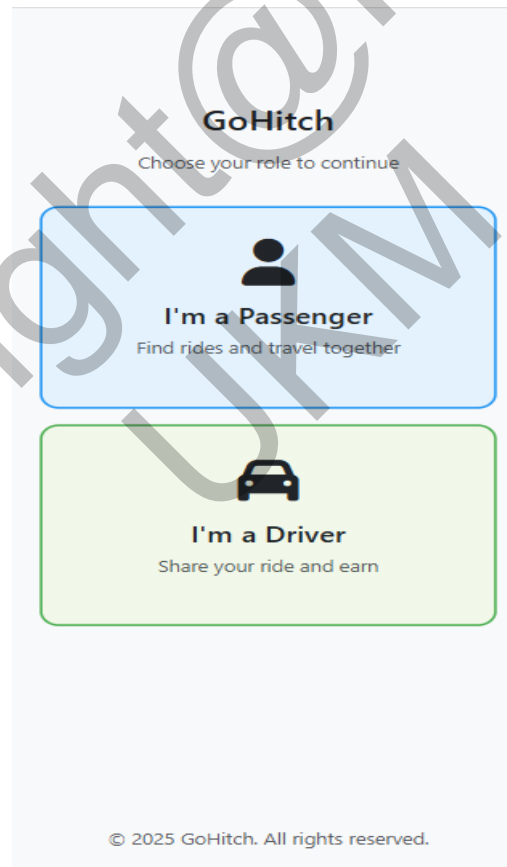 GoHitch
Choose your role to continue
I'm a Passenger
Find rides and travel together
I'm a Driver
Share your ride and earn
© 2025 GoHitch. All rights reserved.
UKM